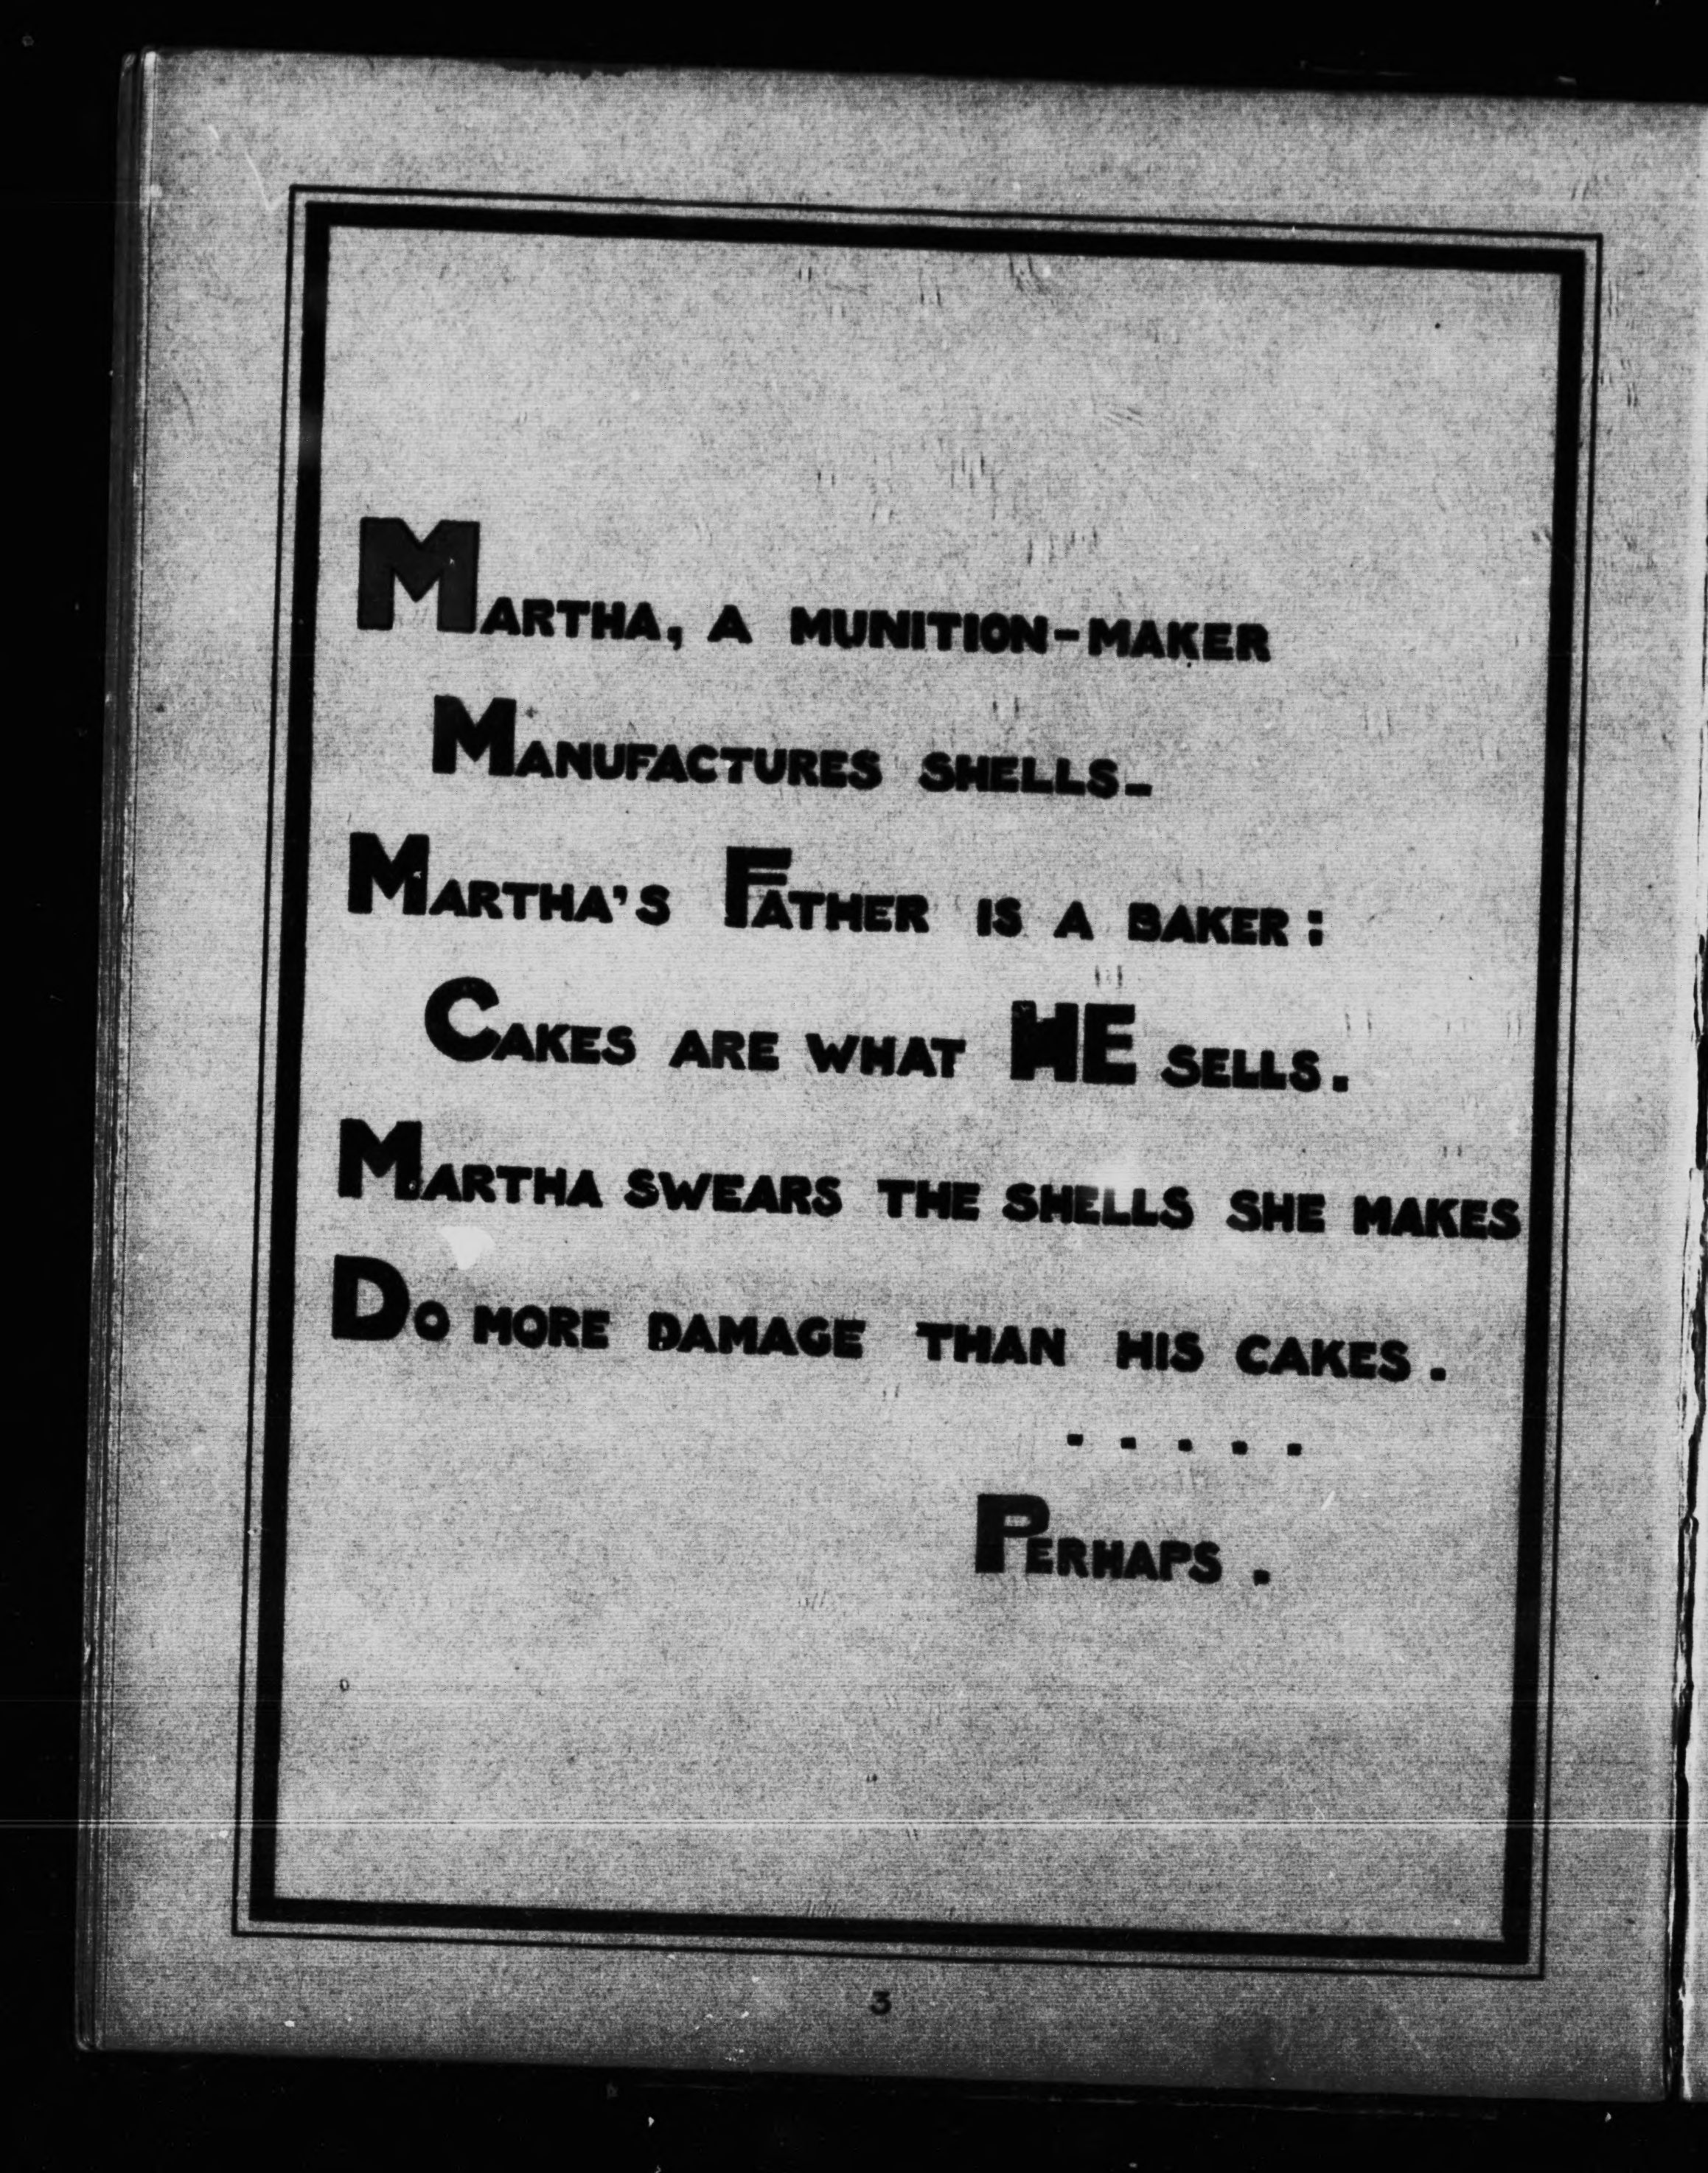 MARTHA, A MUNITION-MAKER
MANUFACTURES SHELLS-
MARTHA'S FATHER IS A BAKER:
CAKES ARE WHAT HE SELLS.
MARTHA SWEARS THE SHELLS SHE MAKES
DO MORE DAMAGE THAN HIS CAKES.
. . . . .
PERHAPS.
3